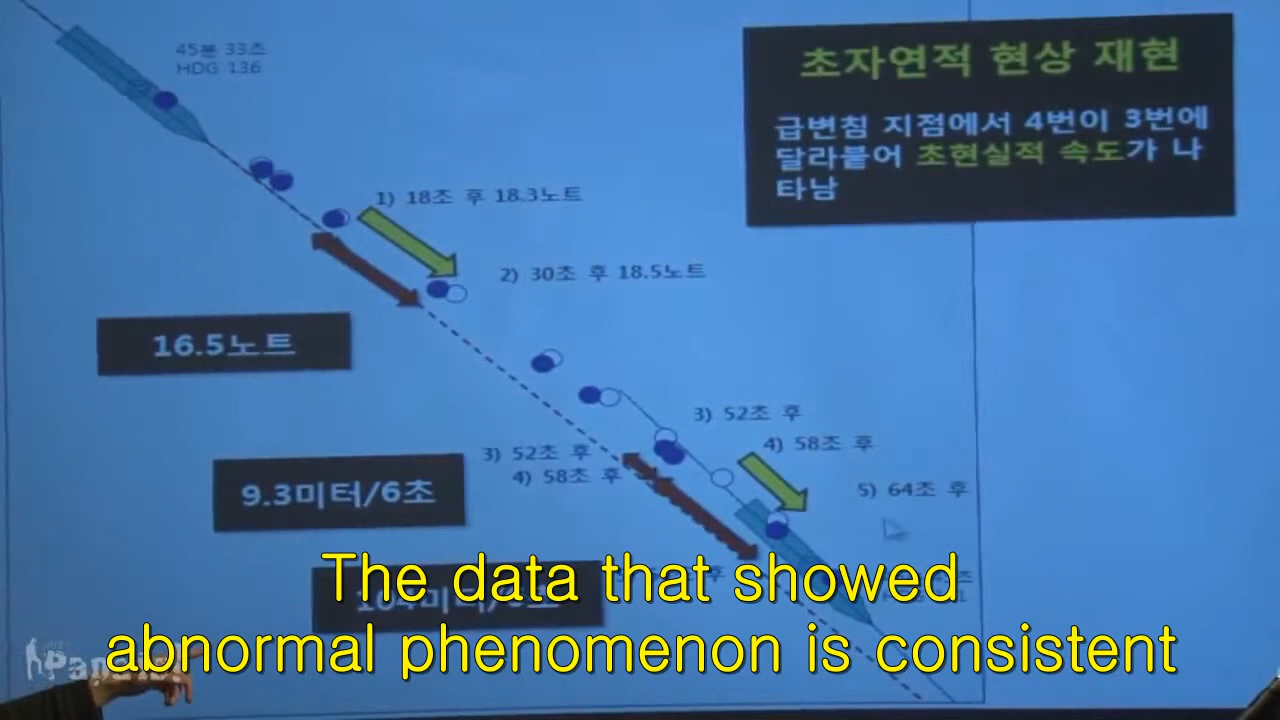 45분 33초
HDG 136
초자연적 현상 재현
급변침 지점에서 4번이 3번에
달라붙어 초현실적 속도가 나
타남
1) 18초 후 18.3노트
2) 30초 후 18.5노트
16.5노트
3) 52초 후
4) 58초 후
3) 52초 후
4) 58초 후
5) 64초 후
9.3미터/6초
The data that showed
abnormal phenomenon is consistent